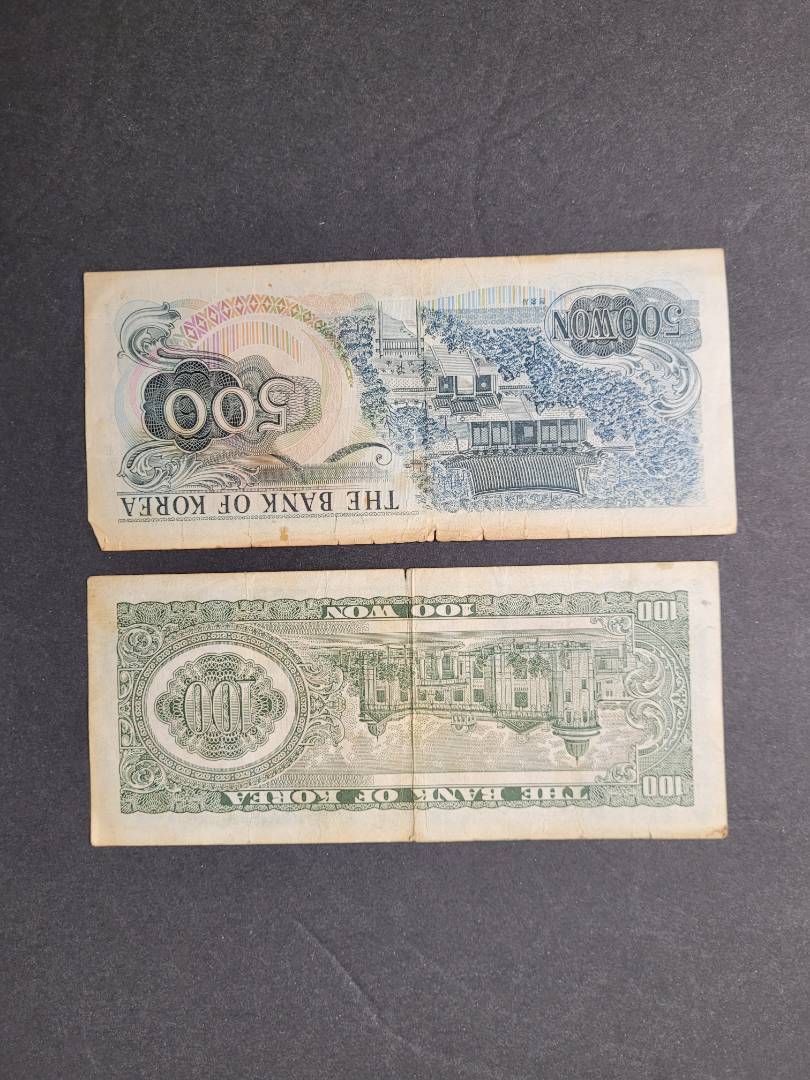 THE BANK OF KOREA
500
500 WON
100 THE BANK OF KOREA
100
100 100 WON